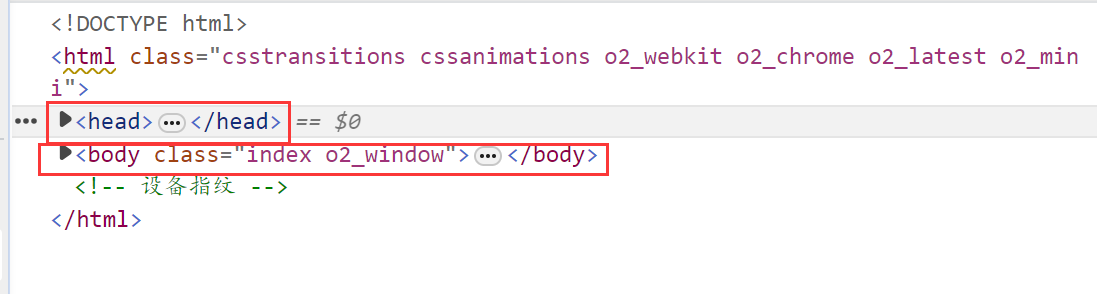 <!DOCTYPE html>
<html class="csstransitions cssanimations o2_webkit o2_chrome o2_latest o2_min
i">
••• ▶<head>•••</head> == $0
▶<body class="index o2_window">•••</body>
<!-- 设备指纹 -->
</html>